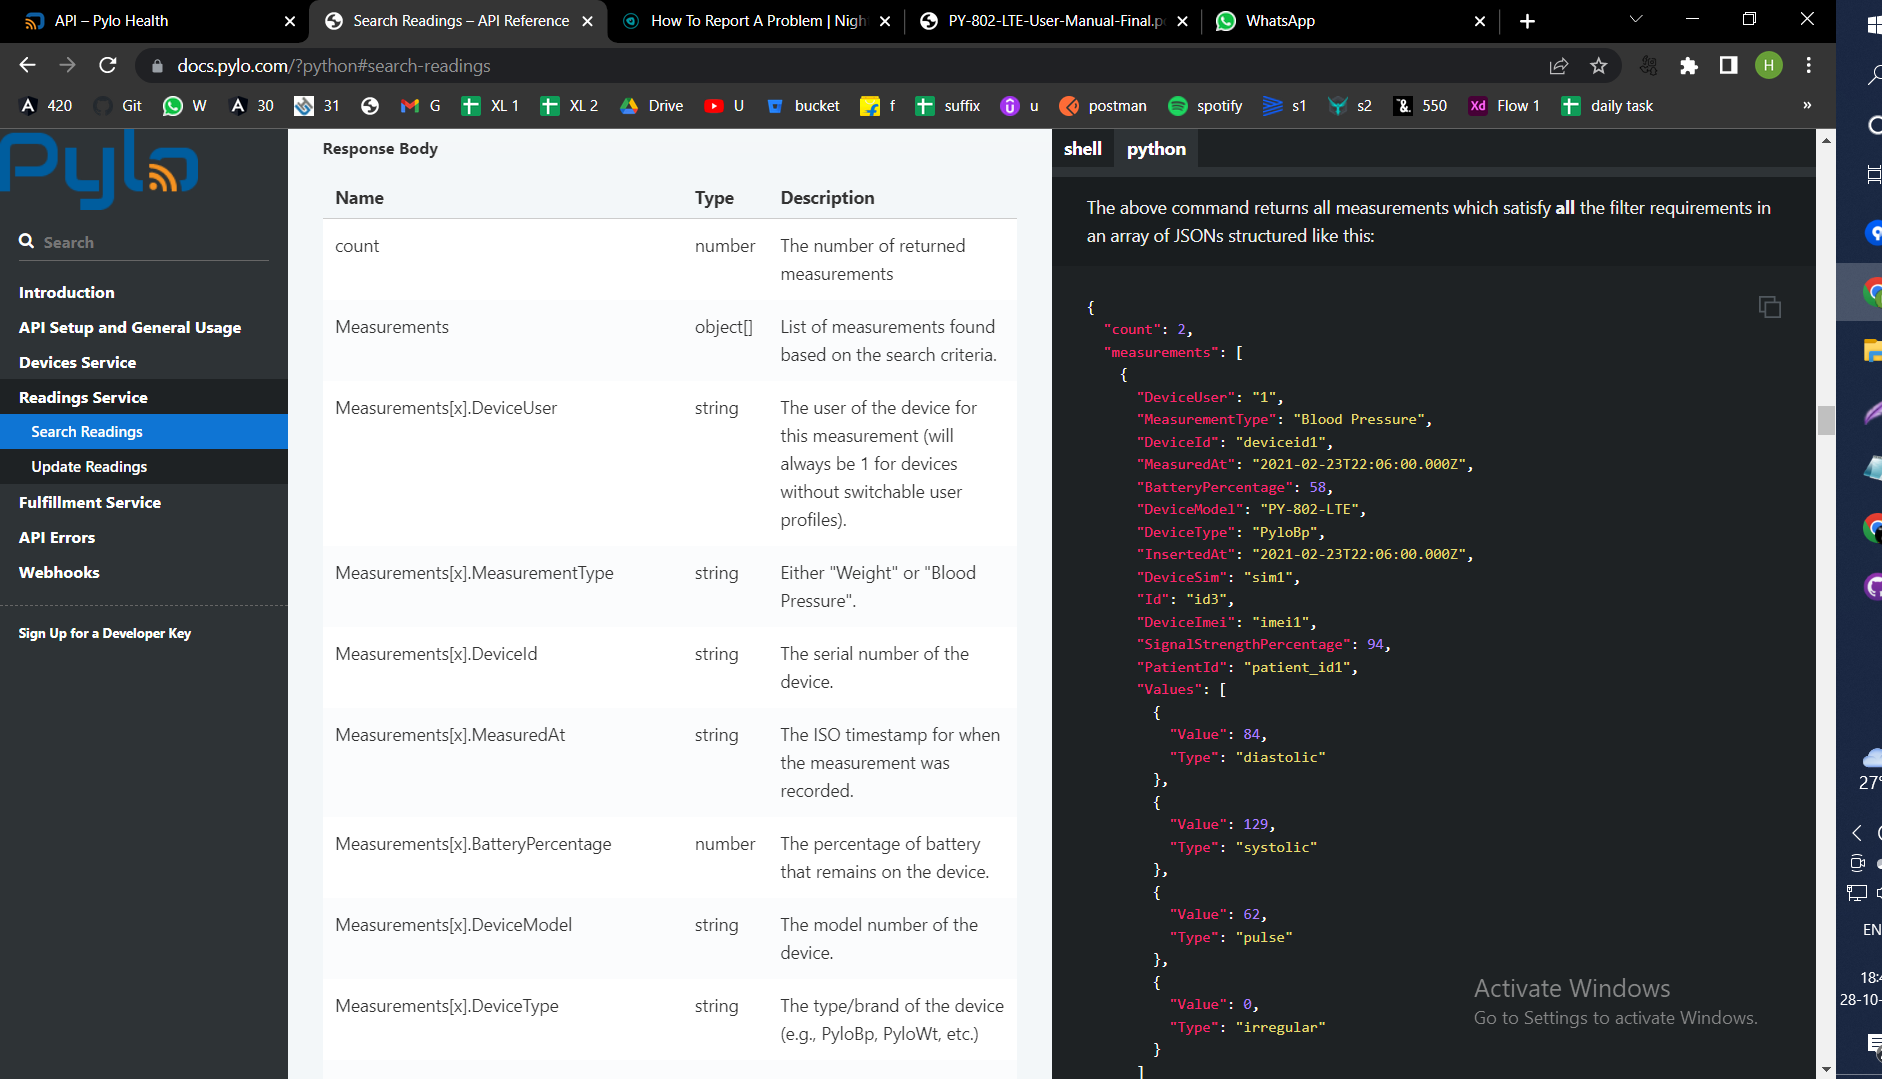 API – Pylo Health
Search Readings – API Reference
How To Report A Problem | Nigh
PY-802-LTE-User-Manual-Final.p
WhatsApp
docs.pylo.com/?python#search-readings
H
420
Git
W
30
31
G
XL 1
XL 2
Drive
U
bucket
f
suffix
u
postman
spotify
s1
s2
550
Xd
Flow 1
daily task
»
Pylo
Search
Introduction
API Setup and General Usage
Devices Service
Readings Service
Search Readings
Update Readings
Fulfillment Service
API Errors
Webhooks
Sign Up for a Developer Key
Response Body
Name Type Description
count number The number of returned
measurements
Measurements object[] List of measurements found
based on the search criteria.
Measurements[x].DeviceUser string The user of the device for
this measurement (will
always be 1 for devices
without switchable user
profiles).
Measurements[x].MeasurementType string Either "Weight" or "Blood
Pressure".
Measurements[x].DeviceId string The serial number of the
device.
Measurements[x].MeasuredAt string The ISO timestamp for when
the measurement was
recorded.
Measurements[x].BatteryPercentage number The percentage of battery
that remains on the device.
Measurements[x].DeviceModel string The model number of the
device.
Measurements[x].DeviceType string The type/brand of the device
(e.g., PyloBp, PyloWt, etc.)
shell python
The above command returns all measurements which satisfy all the filter requirements in
an array of JSONs structured like this:
{
"count": 2,
"measurements": [
{
"DeviceUser": "1",
"MeasurementType": "Blood Pressure",
"DeviceId": "deviceid1",
"MeasuredAt": "2021-02-23T22:06:00.000Z",
"BatteryPercentage": 58,
"DeviceModel": "PY-802-LTE",
"DeviceType": "PyloBp",
"InsertedAt": "2021-02-23T22:06:00.000Z",
"DeviceSim": "sim1",
"Id": "id3",
"DeviceImei": "imei1",
"SignalStrengthPercentage": 94,
"PatientId": "patient_id1",
"Values": [
{
"Value": 84,
"Type": "diastolic"
},
{
"Value": 129,
"Type": "systolic"
},
{
"Value": 62,
"Type": "pulse"
},
{
"Value": 0,
"Type": "irregular"
}
]
Activate Windows
Go to Settings to activate Windows.
27°
EN
18:4
28-10-